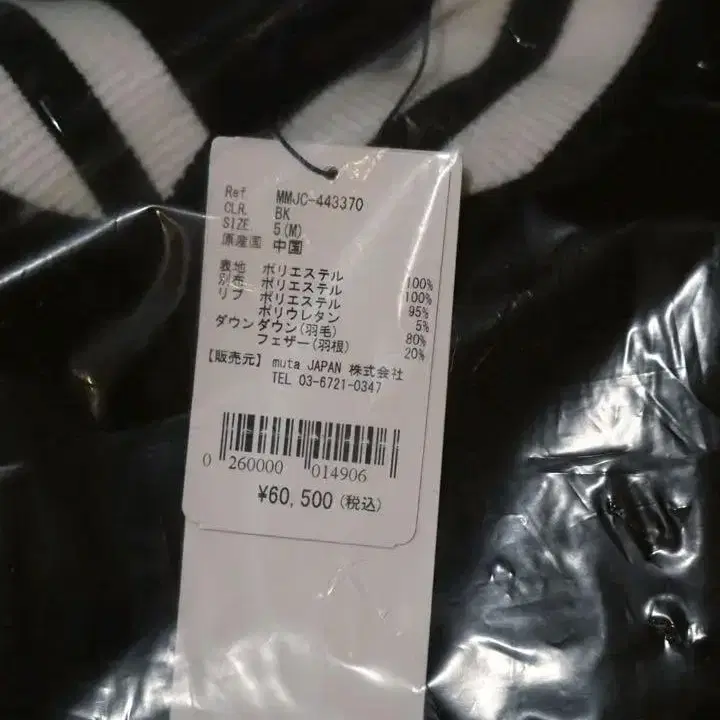 Ref. MMJC-443370
CLR. BK
SIZE. 5(M)
原産国 中国
表地 ポリエステル 100%
別布 ポリエステル 100%
リブ ポリエステル 95%
ポリウレタン 5%
ダウン ダウン(羽毛) 80%
フェザー(羽根) 20%
【販売元】 muta JAPAN 株式会社
TEL 03-6721-0347
0 260000 014906
¥60,500(税込)